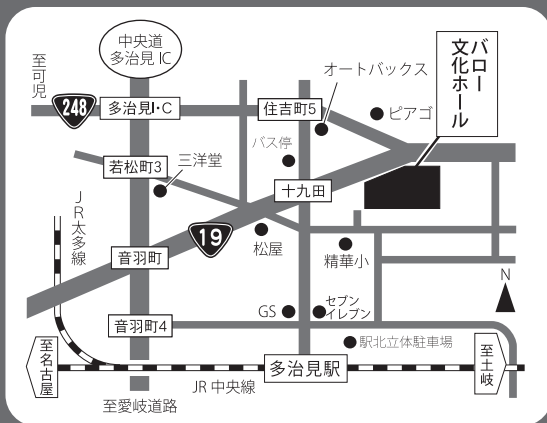 中央道
多治見IC
至可児
248
多治見I・C
住吉町5
オートバックス
ピアゴ
バロー
文化ホール
バス停
若松町3
三洋堂
十九田
JR太多線
19
松屋
精華小
音羽町
N
GS
セブン
イレブン
音羽町4
駅北立体駐車場
至名古屋
多治見駅
至土岐
JR中央線
至愛岐道路